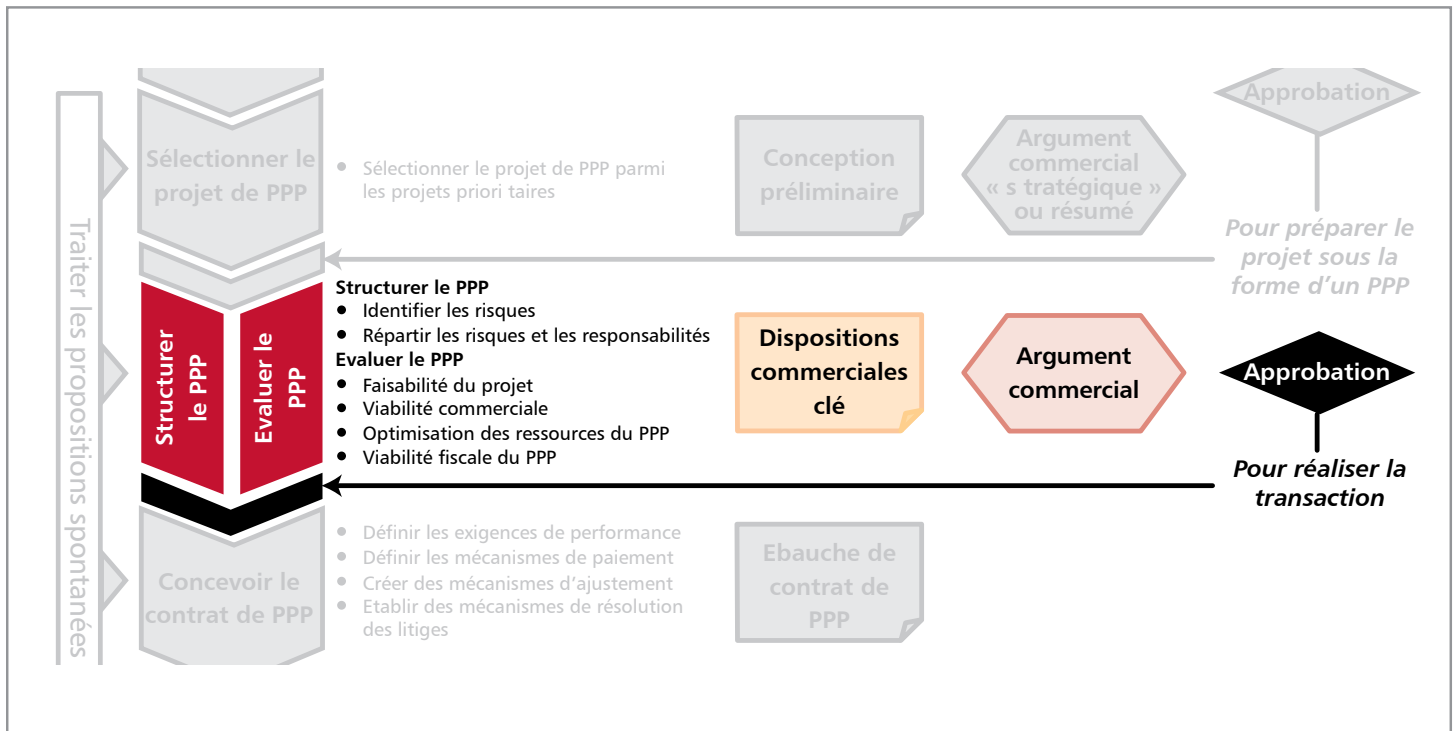 Traiter les propositions spontanées
Sélectionner le
projet de PPP
• Sélectionner le projet de PPP parmi
les projets priori taires
Conception
préliminaire
Argument
commercial
« s tratégique »
ou résumé
Approbation
Pour préparer le
projet sous la
forme d'un PPP
Structurer
le PPP
Evaluer le
PPP
Structurer le PPP
• Identifier les risques
• Répartir les risques et les responsabilités
Evaluer le PPP
• Faisabilité du projet
• Viabilité commerciale
• Optimisation des ressources du PPP
• Viabilité fiscale du PPP
Dispositions
commerciales
clé
Argument
commercial
Approbation
Pour réaliser la
transaction
Concevoir le
contrat de PPP
• Définir les exigences de performance
• Définir les mécanismes de paiement
• Créer des mécanismes d'ajustement
• Etablir des mécanismes de résolution
des litiges
Ebauche de
contrat de
PPP